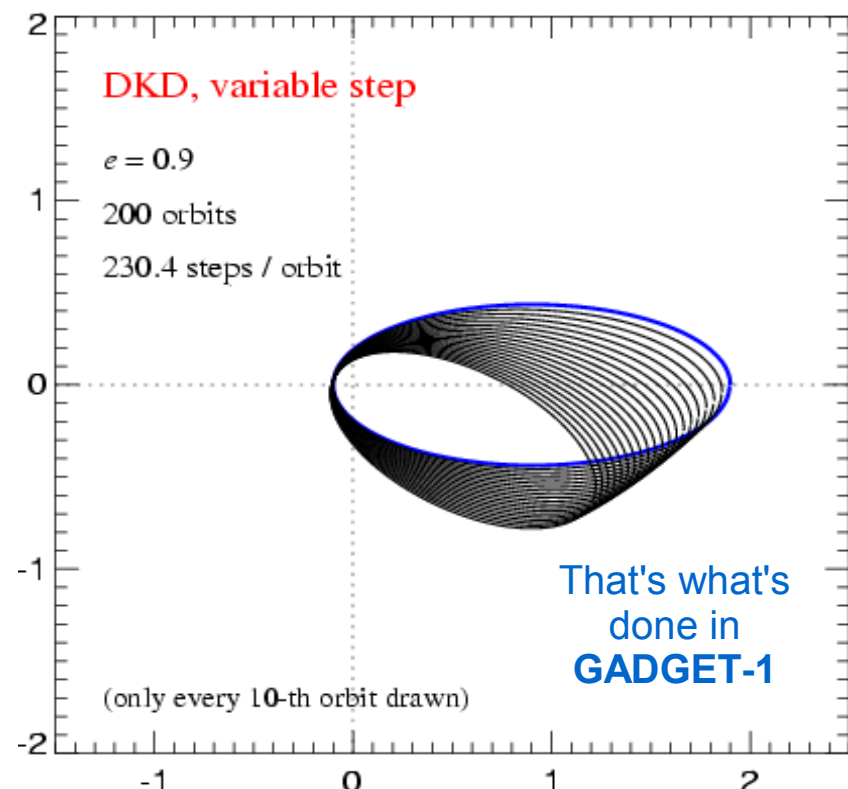 2
DKD, variable step
e = 0.9
1
200 orbits
230.4 steps / orbit
0
-1
That's what's
done in
GADGET-1
(only every 10-th orbit drawn)
-2
-1 0 1 2